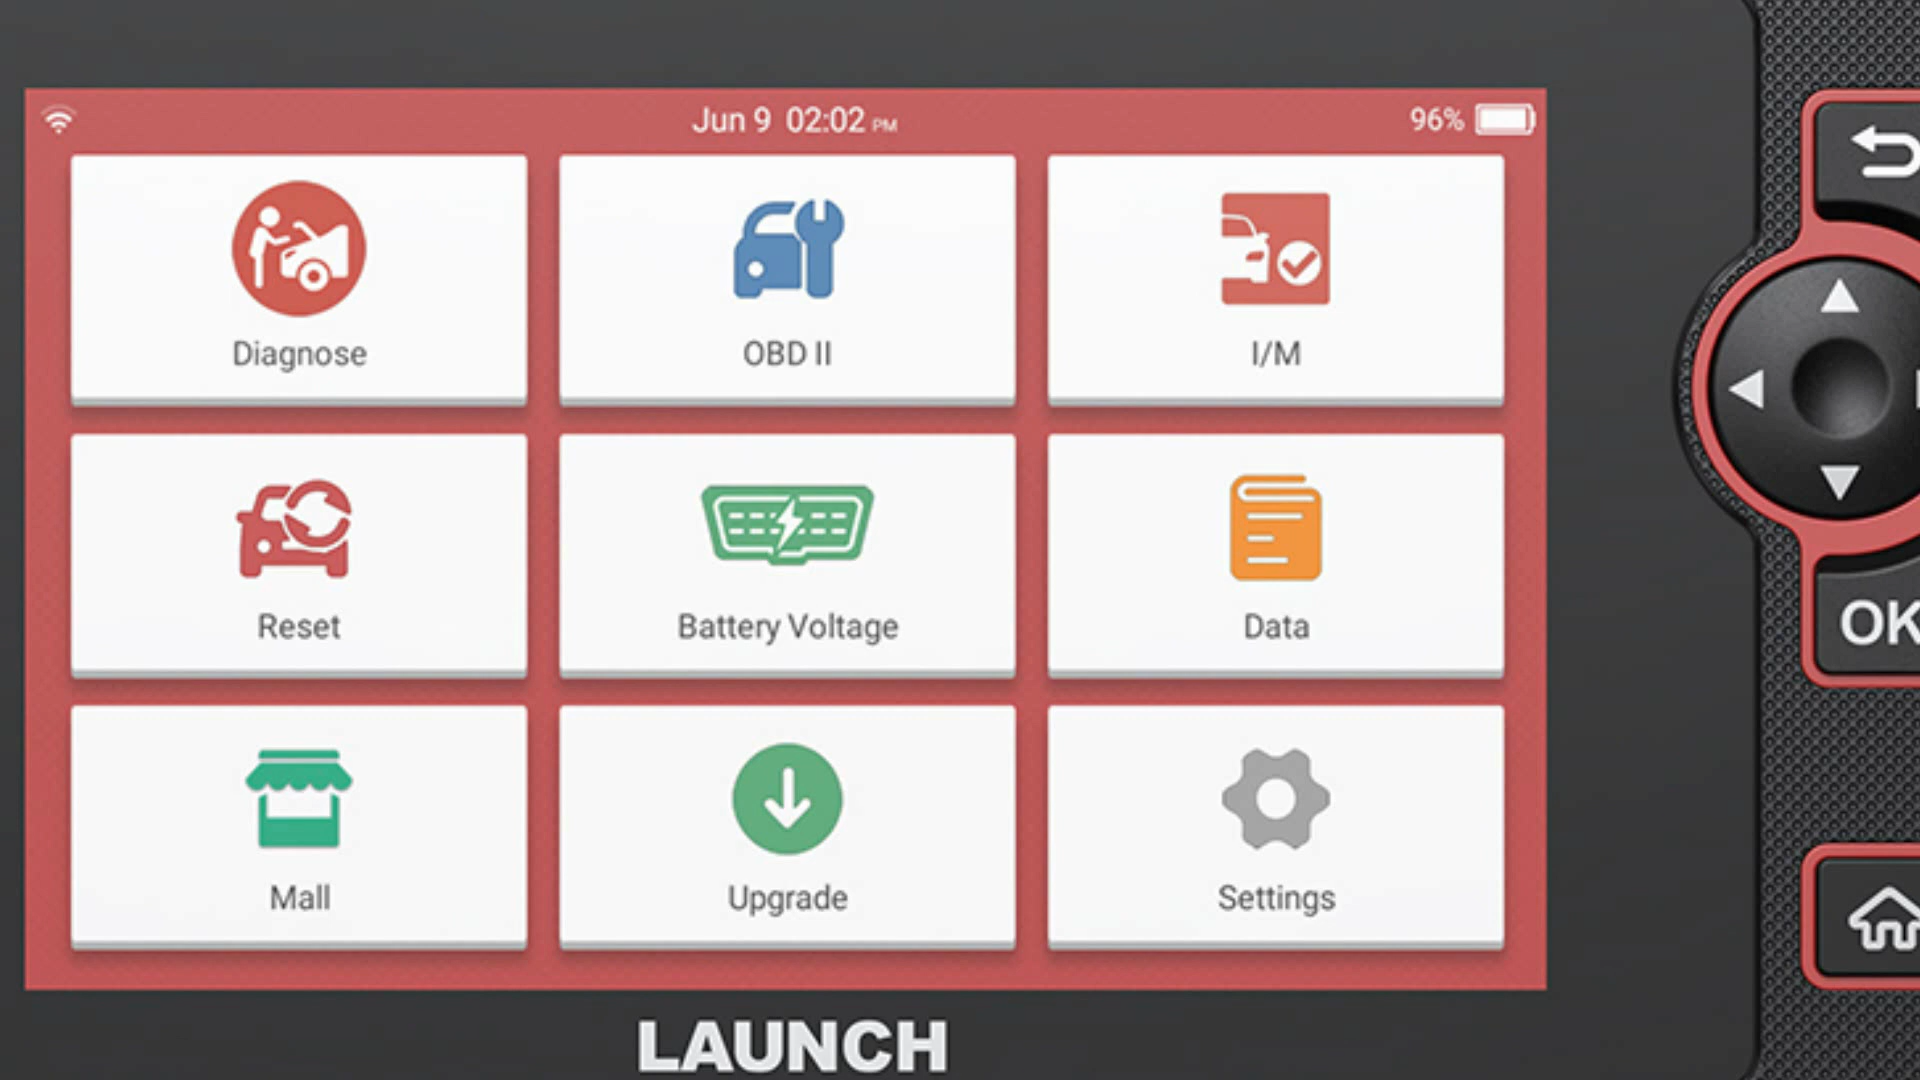 Jun 9 02:02 PM
96%
Diagnose
OBD II
I/M
Reset
Battery Voltage
Data
Mall
Upgrade
Settings
OK
LAUNCH